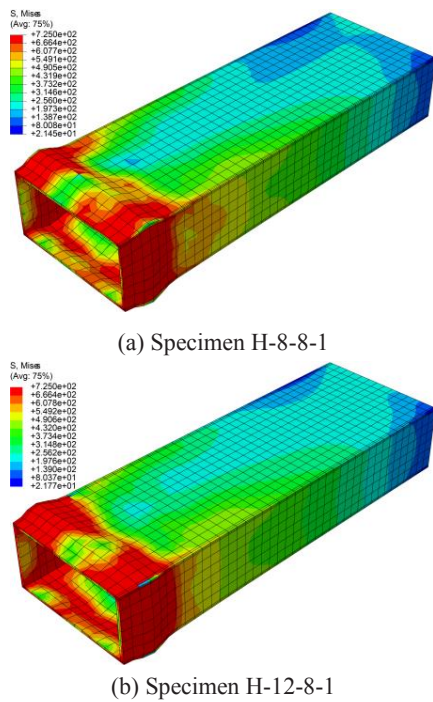 S, Mises
(Avg: 75%)
+7.250e+02
+6.664e+02
+6.077e+02
+5.491e+02
+4.905e+02
+4.319e+02
+3.732e+02
+3.146e+02
+2.560e+02
+1.973e+02
+1.387e+02
+8.008e+01
+2.145e+01
(a) Specimen H-8-8-1
S, Mises
(Avg: 75%)
+7.250e+02
+6.664e+02
+6.078e+02
+5.492e+02
+4.906e+02
+4.320e+02
+3.734e+02
+3.148e+02
+2.562e+02
+1.976e+02
+1.390e+02
+8.037e+01
+2.177e+01
(b) Specimen H-12-8-1